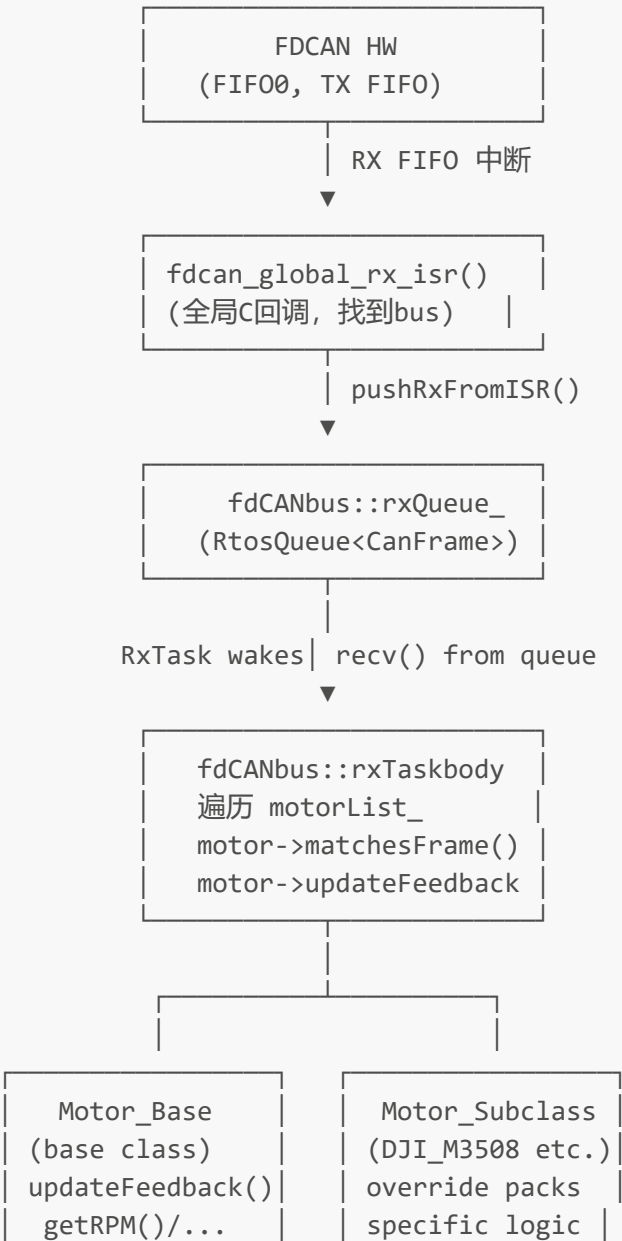 FDCAN HW
(FIFO0, TX FIFO)
RX FIFO 中断
▼
fdcan_global_rx_isr()
(全局C回调, 找到bus)
pushRxFromISR()
▼
fdCANbus::rxQueue_
(RtosQueue<CanFrame>)
RxTask wakes│ recv() from queue
▼
fdCANbus::rxTaskbody
遍历 motorList_
motor->matchesFrame()
motor->updateFeedback
Motor_Base Motor_Subclass
(base class) (DJI_M3508 etc.)
updateFeedback() override packs
getRPM()/... specific logic